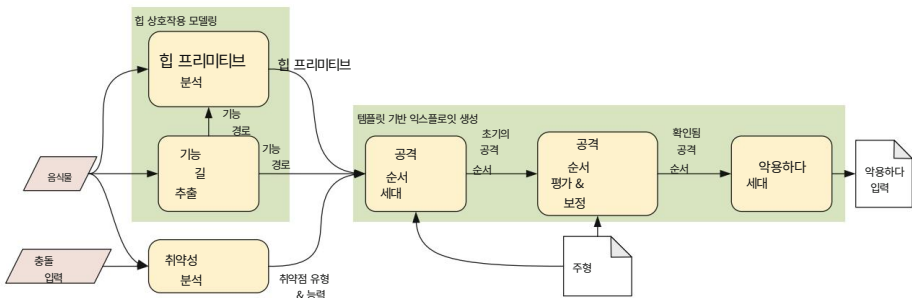 힙 상호작용 모델링
힙 프리미티브
분석
힙 프리미티브
기능
경로
기능
길
추출
기능
경로
음식물
충돌
입력
취약성
분석
취약점 유형
& 능력
템플릿 기반 익스플로잇 생성
공격
순서
세대
초기의
공격
순서
공격
순서
평가 &
보정
확인됨
공격
순서
악용하다
세대
악용하다
입력
주형